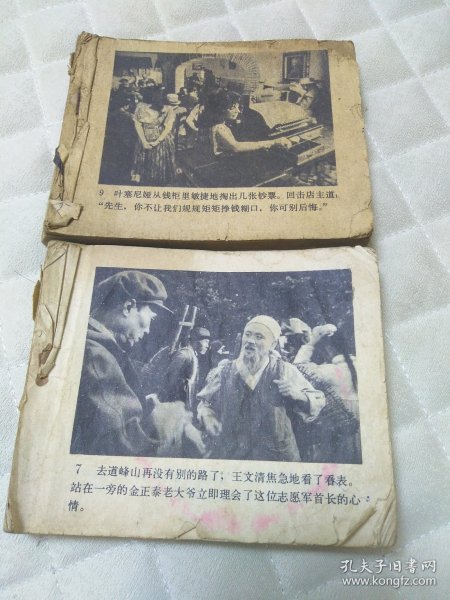 9 叶塞尼娅从钱柜里敏捷地掏出几张钞票。回击店主道：
“先生，你不让我们规规矩矩挣钱糊口，你可别后悔。”
7 去道峰山再没有别的路了，王文清焦急地看了看表。
站在一旁的金正泰老大爷立即理会了这位志愿军首长的心
情。
孔夫子旧书网
www.kongfz.com